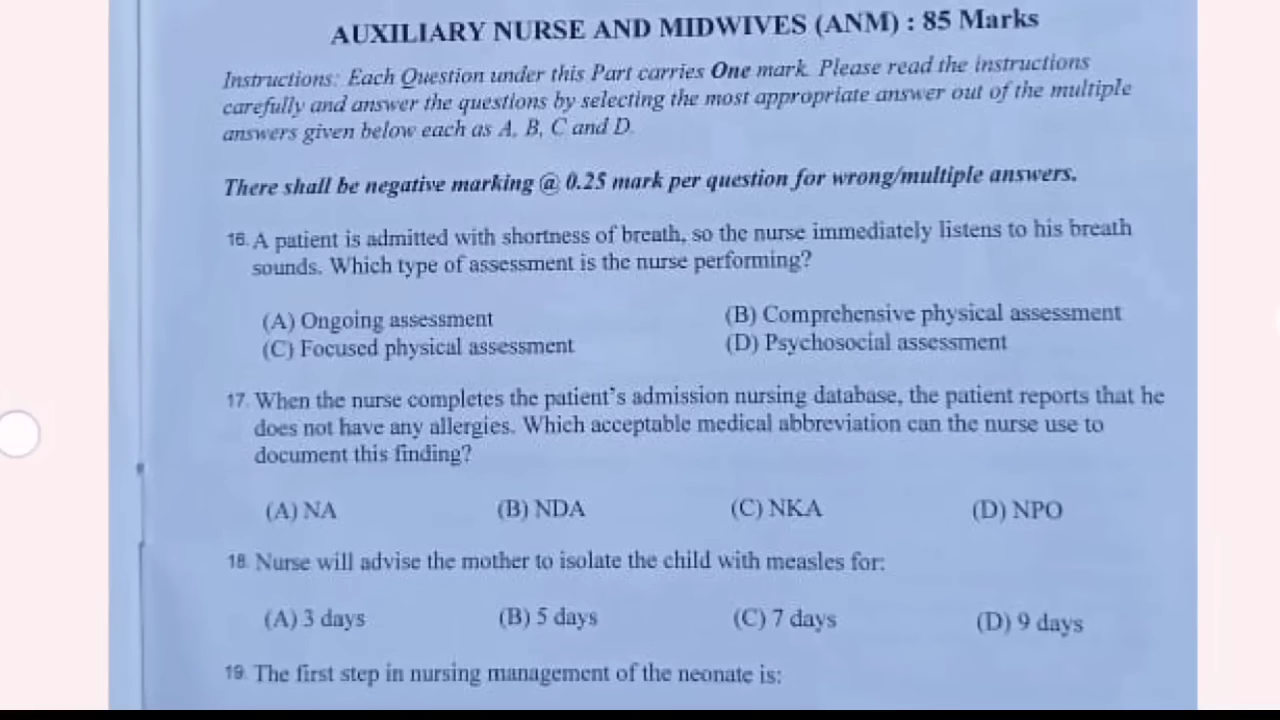 AUXILIARY NURSE AND MIDWIVES (ANM) : 85 Marks
Instructions: Each Question under this Part carries One mark. Please read the instructions
carefully and answer the questions by selecting the most appropriate answer out of the multiple
answers given below each as A, B, C and D.
There shall be negative marking @ 0.25 mark per question for wrong/multiple answers.
16. A patient is admitted with shortness of breath, so the nurse immediately listens to his breath
sounds. Which type of assessment is the nurse performing?
(A) Ongoing assessment (B) Comprehensive physical assessment
(C) Focused physical assessment (D) Psychosocial assessment
17. When the nurse completes the patient's admission nursing database, the patient reports that he
does not have any allergies. Which acceptable medical abbreviation can the nurse use to
document this finding?
(A) NA (B) NDA (C) NKA (D) NPO
18. Nurse will advise the mother to isolate the child with measles for:
(A) 3 days (B) 5 days (C) 7 days (D) 9 days
19. The first step in nursing management of the neonate is: